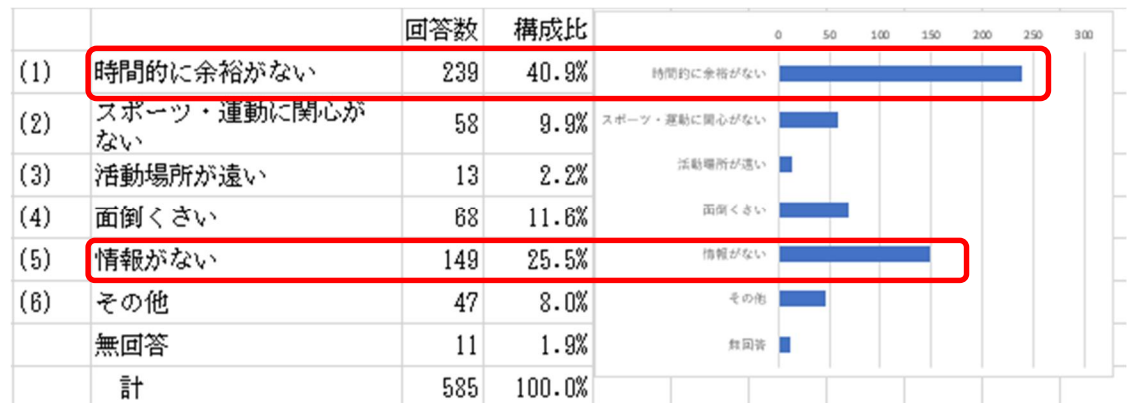 回答数 構成比
(1) 時間的に余裕がない 239 40.9%
(2) スポーツ・運動に関心が
ない 58 9.9%
(3) 活動場所が遠い 13 2.2%
(4) 面倒くさい 68 11.6%
(5) 情報がない 149 25.5%
(6) その他 47 8.0%
無回答 11 1.9%
計 585 100.0%
0 50 100 150 200 250 300
時間的に余裕がない
スポーツ・運動に関心がない
活動場所が遠い
面倒くさい
情報がない
その他
無回答